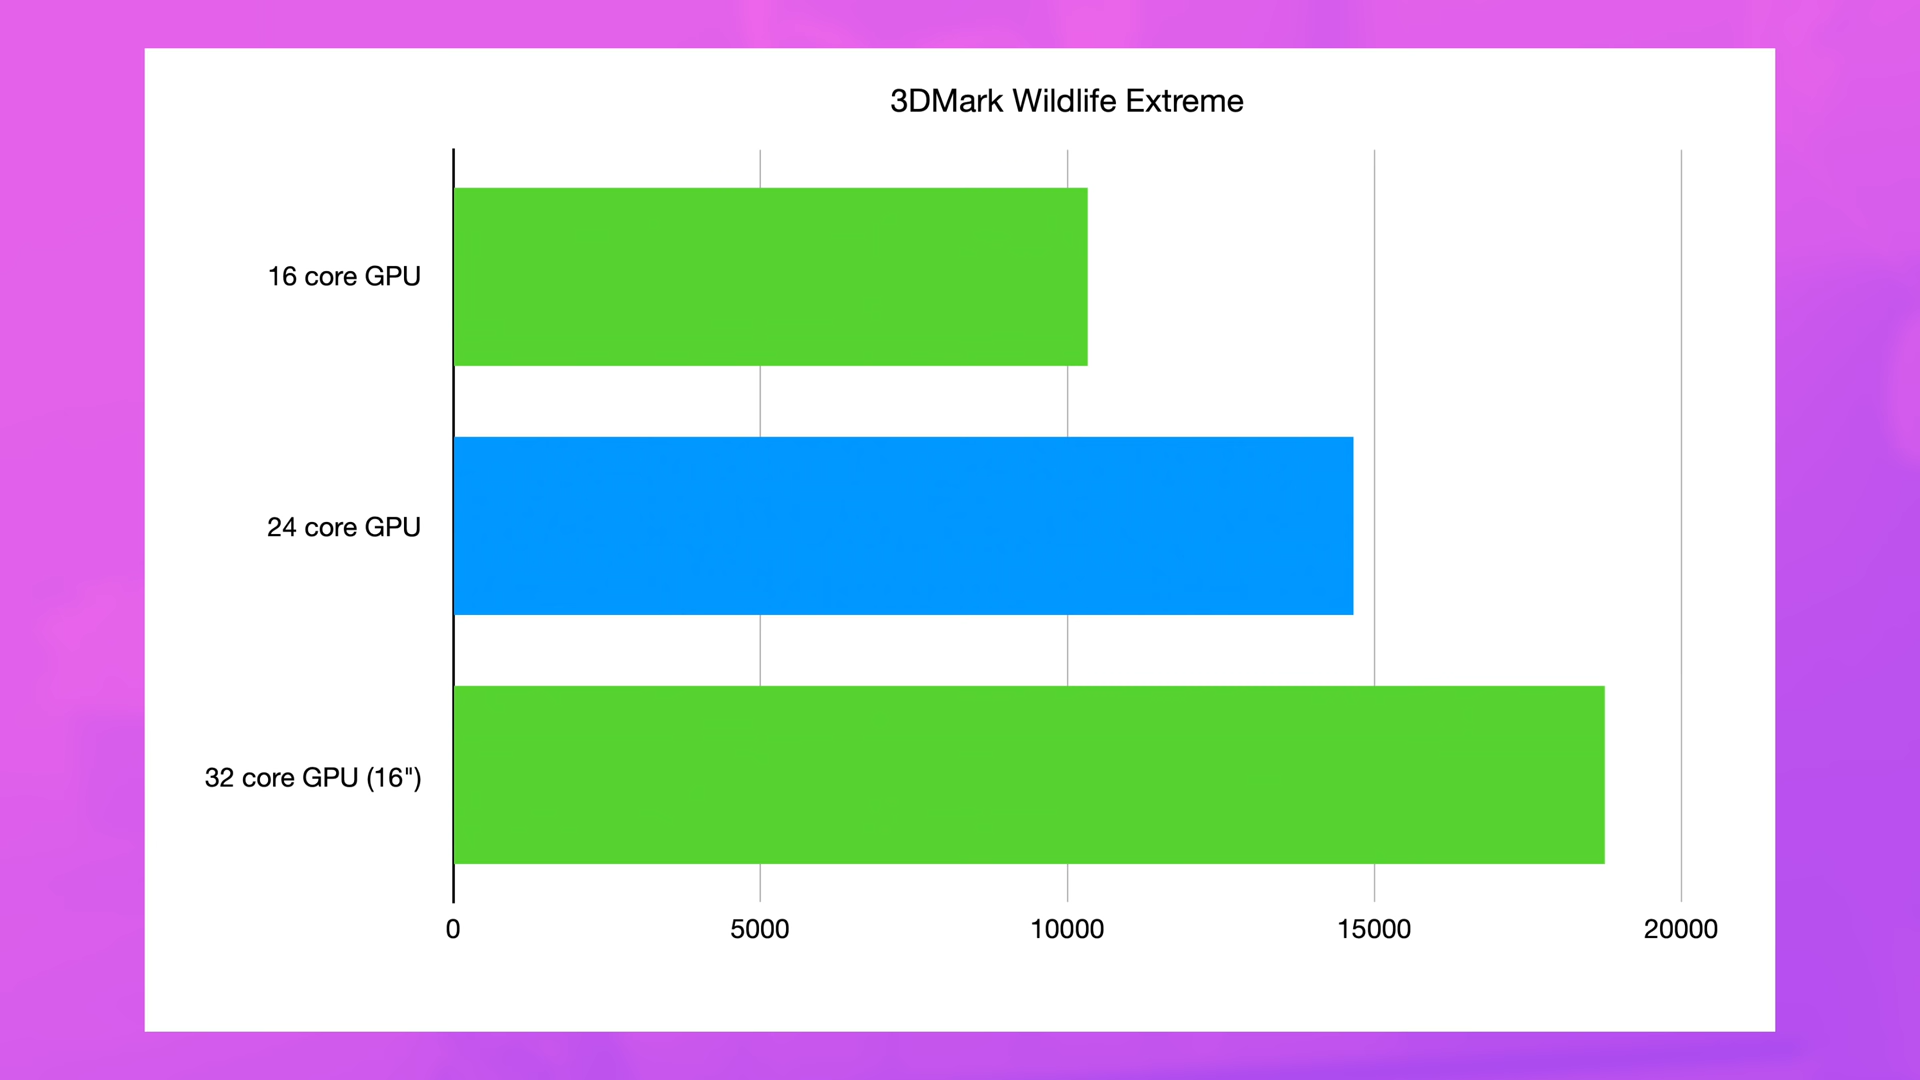 3DMark Wildlife Extreme
16 core GPU
24 core GPU
32 core GPU (16")
0 5000 10000 15000 20000